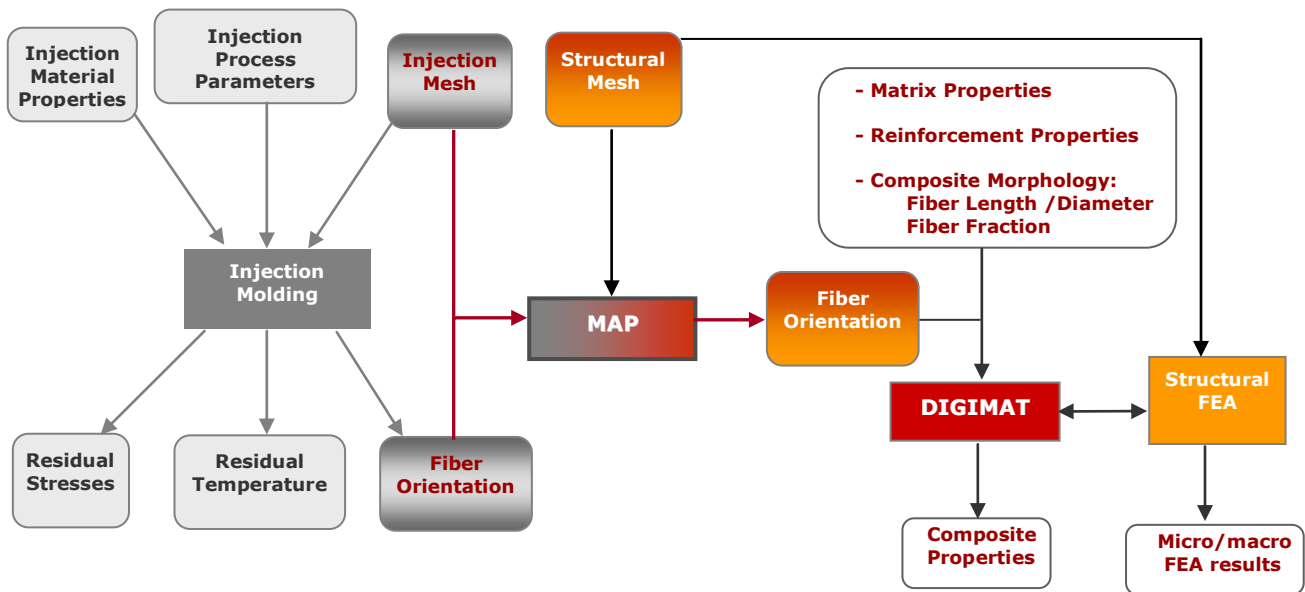 Injection
Material
Properties
Injection
Process
Parameters
Injection
Mesh
Structural
Mesh
- Matrix Properties
- Reinforcement Properties
- Composite Morphology:
Fiber Length /Diameter
Fiber Fraction
Injection
Molding
MAP
Fiber
Orientation
DIGIMAT
Structural
FEA
Residual
Stresses
Residual
Temperature
Fiber
Orientation
Composite
Properties
Micro/macro
FEA results